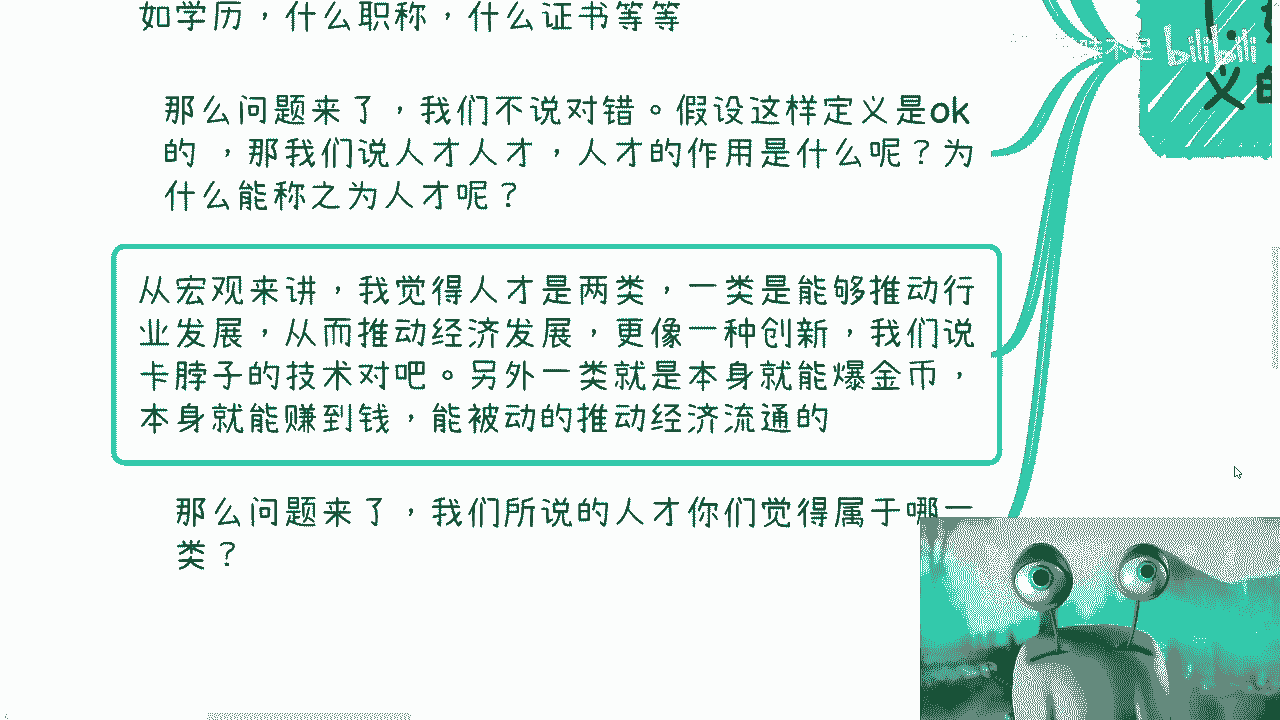 如学历，什么职称，什么证书等等
那么问题来了，我们不说对错。假设这样定义是ok
的 ，那我们说人才人才，人才的作用是什么呢？为
什么能称之为人才呢？
从宏观来讲，我觉得人才是两类，一类是能够推动行
业发展，从而推动经济发展，更像一种创新，我们说
卡脖子的技术对吧。另外一类就是本身就能爆金币，
本身就能赚到钱，能被动的推动经济流通的
那么问题来了，我们所说的人才你们觉得属于哪一
类？
bilibili
义的